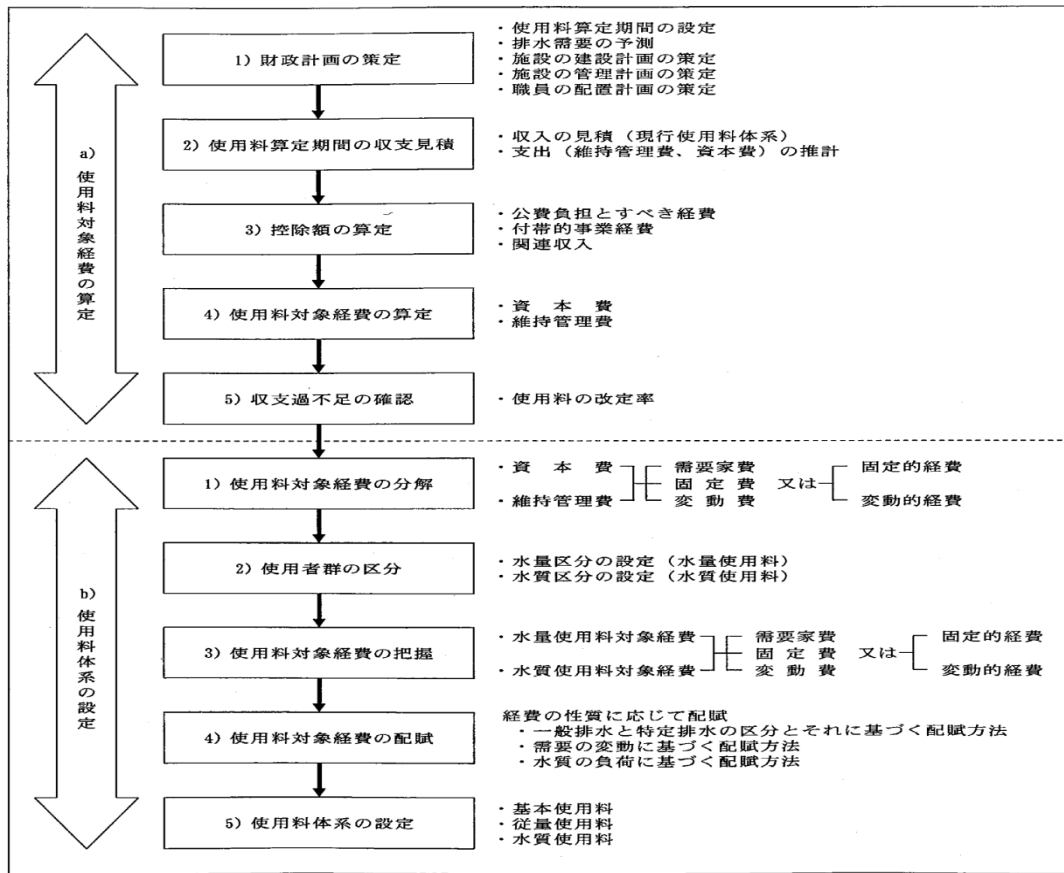 a) 使用料対象経費の算定
1) 財政計画の策定
・使用料算定期間の設定
・排水需要の予測
・施設の建設計画の策定
・施設の管理計画の策定
・職員の配置計画の策定
2) 使用料算定期間の収支見積
・収入の見積（現行使用料体系）
・支出（維持管理費、資本費）の推計
3) 控除額の算定
・公費負担とすべき経費
・付帯的事業経費
・関連収入
4) 使用料対象経費の算定
・資 本 費
・維持管理費
5) 収支過不足の確認
・使用料の改定率
b) 使用料体系の設定
1) 使用料対象経費の分解
・資 本 費 需要家費 固定的経費
固 定 費 又は
・維持管理費 変 動 費 変動的経費
2) 使用者群の区分
・水量区分の設定（水量使用料）
・水質区分の設定（水質使用料）
3) 使用料対象経費の把握
・水量使用料対象経費 需要家費 固定的経費
固 定 費 又は
・水質使用料対象経費 変 動 費 変動的経費
4) 使用料対象経費の配賦
経費の性質に応じて配賦
・一般排水と特定排水の区分とそれに基づく配賦方法
・需要の変動に基づく配賦方法
・水質の負荷に基づく配賦方法
5) 使用料体系の設定
・基本使用料
・従量使用料
・水質使用料